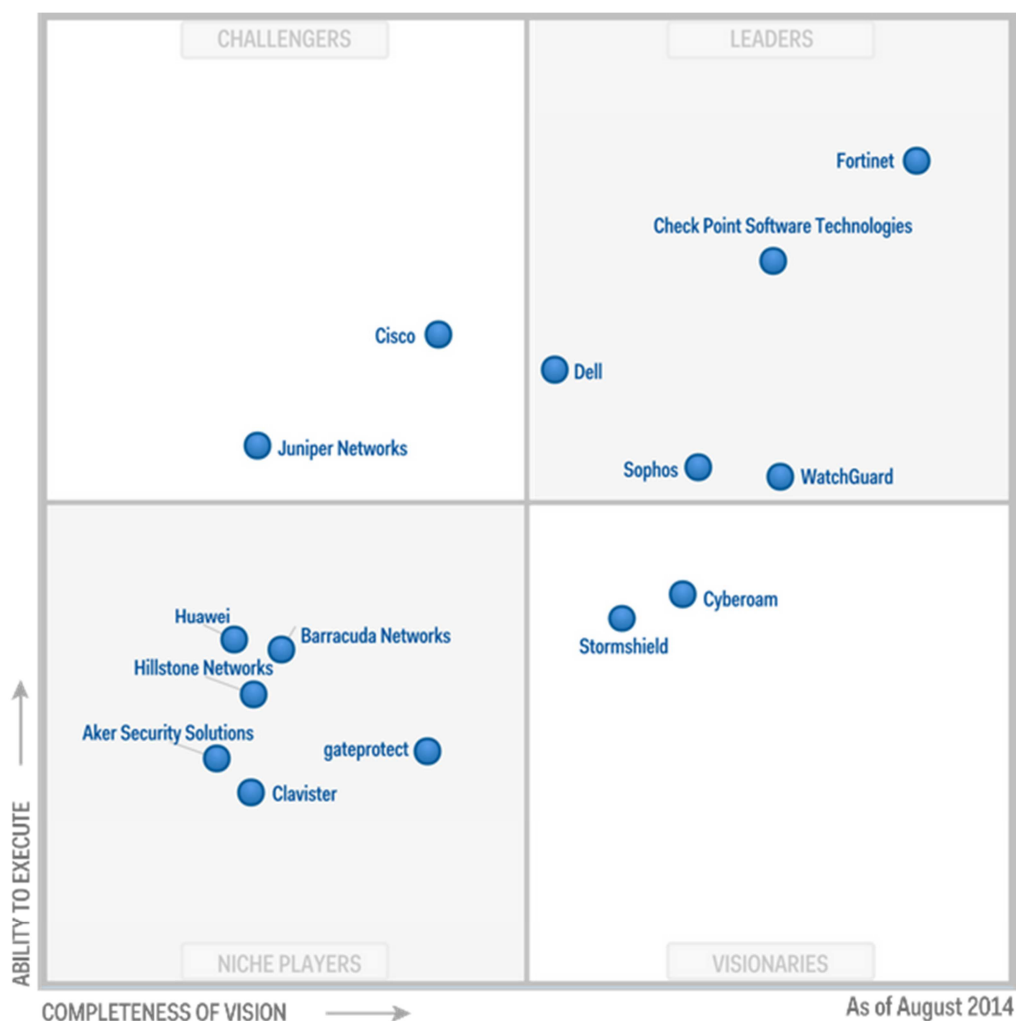 CHALLENGERS
LEADERS
Fortinet
Check Point Software Technologies
Cisco
Dell
Juniper Networks
Sophos
WatchGuard
Cyberoam
Huawei
Barracuda Networks
Stormshield
Hillstone Networks
Aker Security Solutions
gateprotect
Clavister
ABILITY TO EXECUTE
NICHE PLAYERS
VISIONARIES
COMPLETENESS OF VISION
As of August 2014